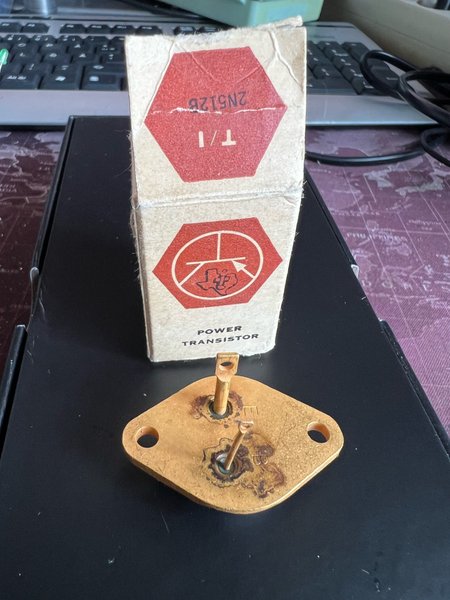 2N512B
T/I
POWER
TRANSISTOR
E